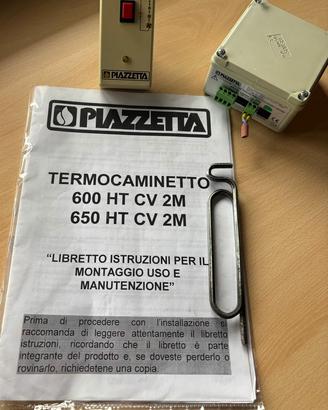 PIAZZETTA
TERMOCAMINETTO
600 HT CV 2M
650 HT CV 2M
“LIBRETTO ISTRUZIONI PER IL
MONTAGGIO USO E
MANUTENZIONE”
Prima di procedere con l'installazione si
raccomanda di leggere attentamente il libretto
istruzioni, ricordando che il libretto è parte
integrante del prodotto e, se doveste perderlo o
rovinarlo, richiedetene una copia.